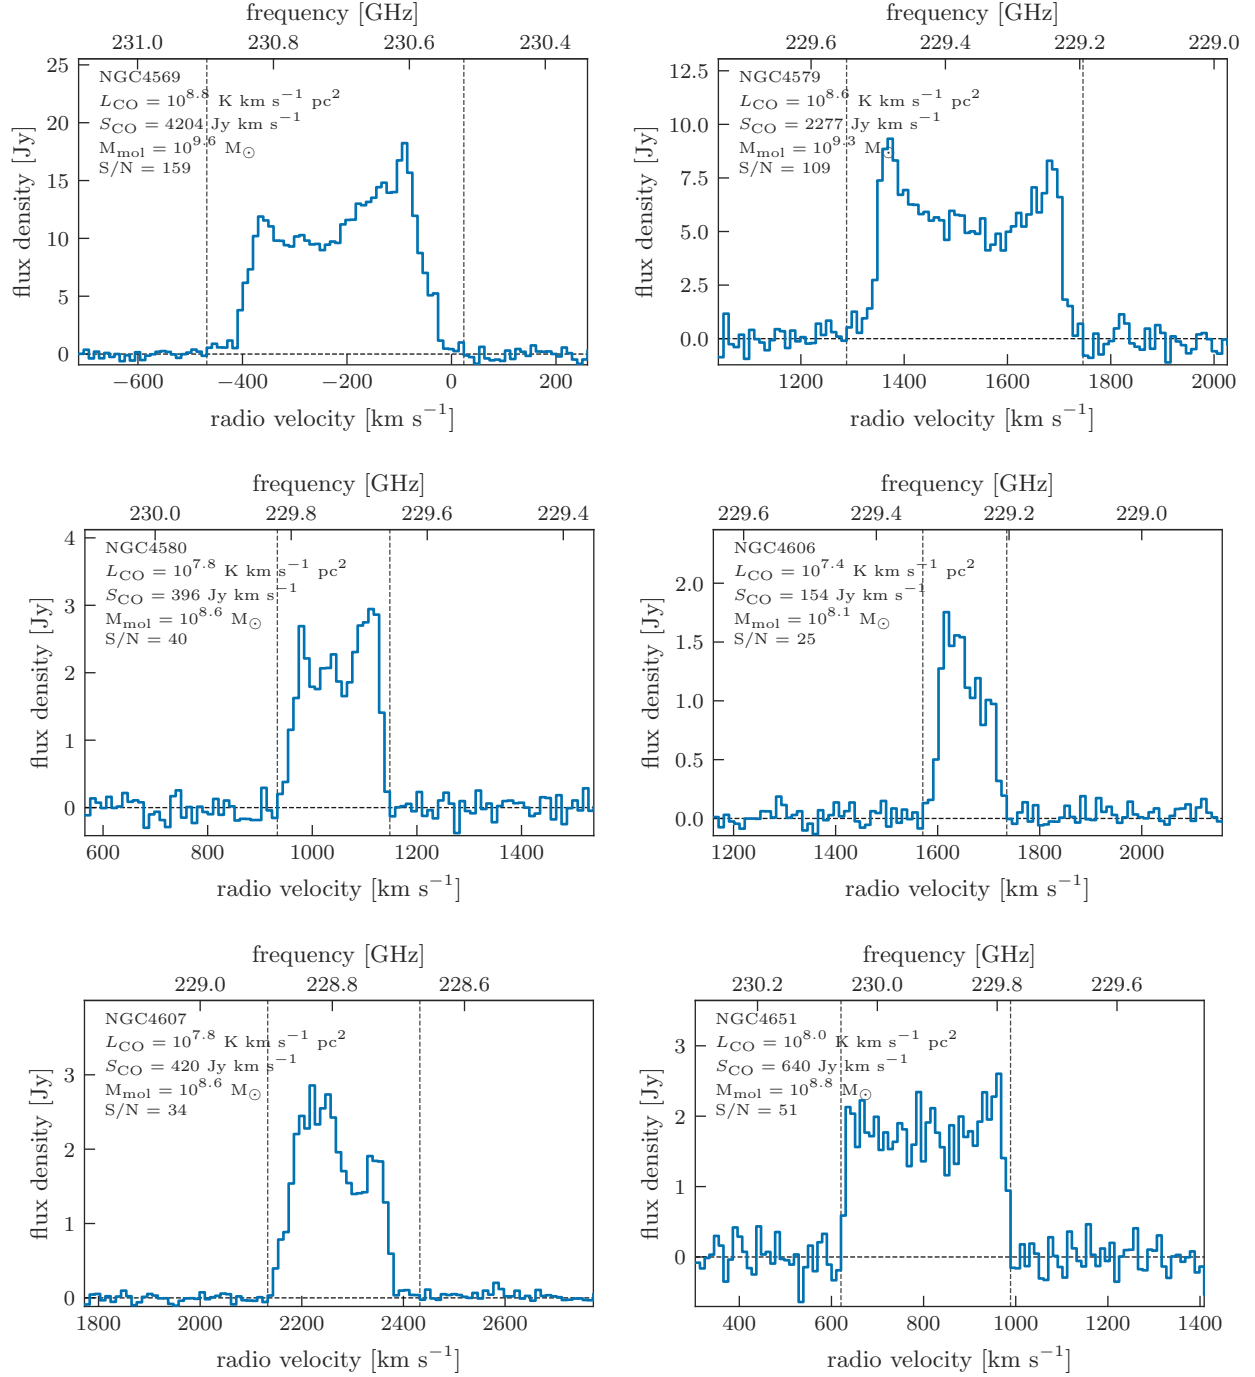 frequency [GHz]
231.0 230.8 230.6 230.4
25
20
15
10
5
0
flux density [Jy]
NGC4569
L_CO = 10^8.8 K km s^−1 pc^2
S_CO = 4204 Jy km s^−1
M_mol = 10^9.6 M_⊙
S/N = 159
−600 −400 −200 0 200
radio velocity [km s^−1]
frequency [GHz]
229.6 229.4 229.2 229.0
12.5
10.0
7.5
5.0
2.5
0.0
flux density [Jy]
NGC4579
L_CO = 10^8.6 K km s^−1 pc^2
S_CO = 2277 Jy km s^−1
M_mol = 10^9.3 M_⊙
S/N = 109
1200 1400 1600 1800 2000
radio velocity [km s^−1]
frequency [GHz]
230.0 229.8 229.6 229.4
4
3
2
1
0
flux density [Jy]
NGC4580
L_CO = 10^7.8 K km s^−1 pc^2
S_CO = 396 Jy km s^−1
M_mol = 10^8.6 M_⊙
S/N = 40
600 800 1000 1200 1400
radio velocity [km s^−1]
frequency [GHz]
229.6 229.4 229.2 229.0
2.0
1.5
1.0
0.5
0.0
flux density [Jy]
NGC4606
L_CO = 10^7.4 K km s^−1 pc^2
S_CO = 154 Jy km s^−1
M_mol = 10^8.1 M_⊙
S/N = 25
1200 1400 1600 1800 2000
radio velocity [km s^−1]
frequency [GHz]
229.0 228.8 228.6
3
2
1
0
flux density [Jy]
NGC4607
L_CO = 10^7.8 K km s^−1 pc^2
S_CO = 420 Jy km s^−1
M_mol = 10^8.6 M_⊙
S/N = 34
1800 2000 2200 2400 2600
radio velocity [km s^−1]
frequency [GHz]
230.2 230.0 229.8 229.6
3
2
1
0
flux density [Jy]
NGC4651
L_CO = 10^8.0 K km s^−1 pc^2
S_CO = 640 Jy km s^−1
M_mol = 10^8.8 M_⊙
S/N = 51
400 600 800 1000 1200 1400
radio velocity [km s^−1]